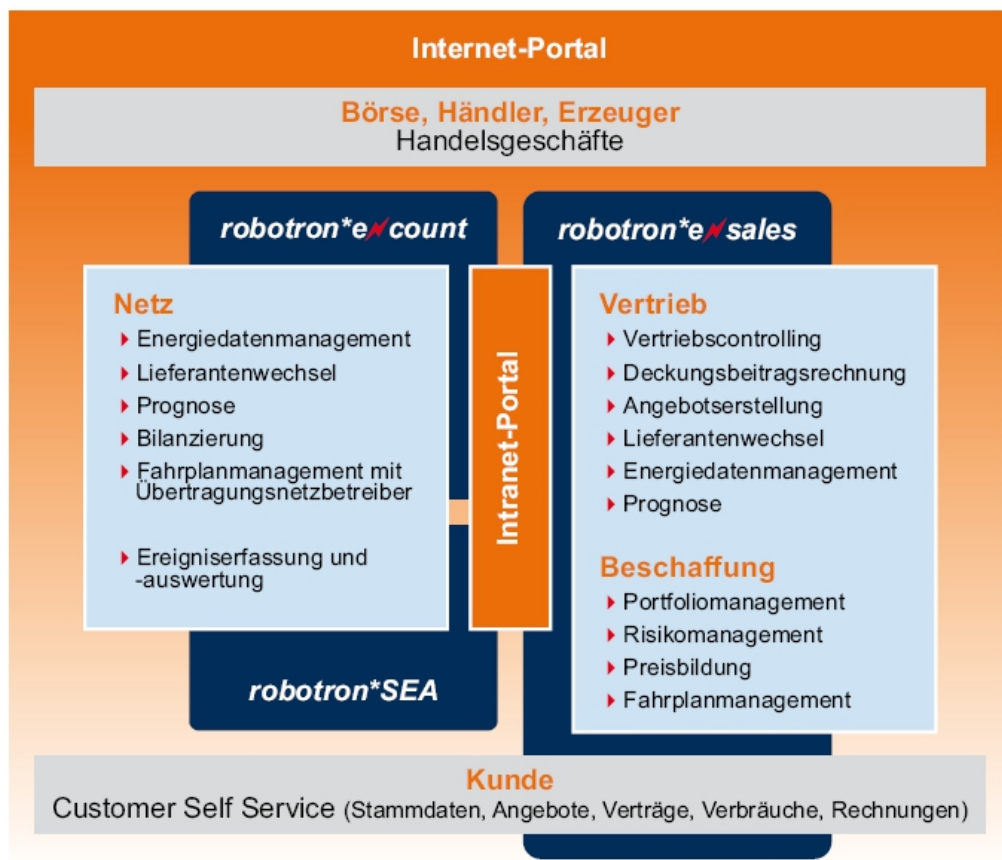 Internet-Portal
Börse, Händler, Erzeuger
Handelsgeschäfte
robotron*eNcount
Netz
Energiedatenmanagement
Lieferantenwechsel
Prognose
Bilanzierung
Fahrplanmanagement mit
Übertragungsnetzbetreiber
Ereigniserfassung und
-auswertung
robotron*SEA
Intranet-Portal
robotron*eNsales
Vertrieb
Vertriebscontrolling
Deckungsbeitragsrechnung
Angebotserstellung
Lieferantenwechsel
Energiedatenmanagement
Prognose
Beschaffung
Portfoliomanagement
Risikomanagement
Preisbildung
Fahrplanmanagement
Kunde
Customer Self Service (Stammdaten, Angebote, Verträge, Verbräuche, Rechnungen)